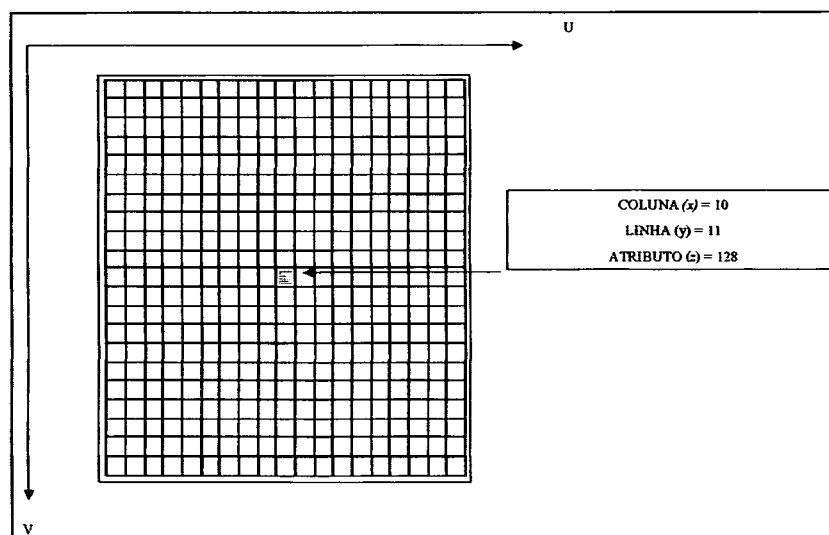 U
COLUNA (x) = 10
LINHA (y) = 11
ATRIBUTO (z) = 128
V